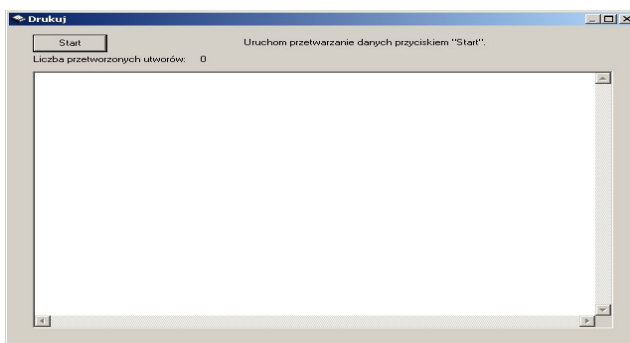 Drukuj
Start
Uruchom przetwarzanie danych przyciskiem "Start".
Liczba przetworzonych utworów: 0